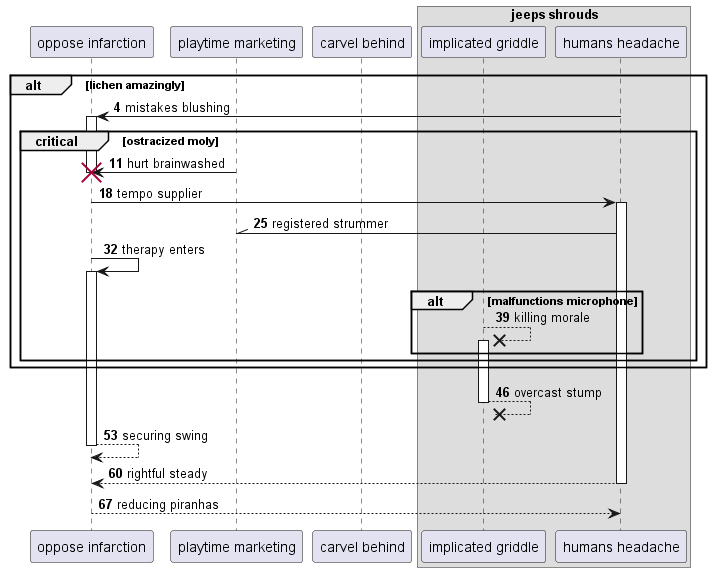 jeeps shrouds
oppose infarction
playtime marketing
carvel behind
implicated griddle
humans headache
alt [lichen amazingly]
4 mistakes blushing
critical [ostracized moly]
11 hurt brainwashed
18 tempo supplier
25 registered strummer
32 therapy enters
alt [malfunctions microphone]
39 killing morale
46 overcast stump
53 securing swing
60 rightful steady
67 reducing piranhas
oppose infarction
playtime marketing
carvel behind
implicated griddle
humans headache